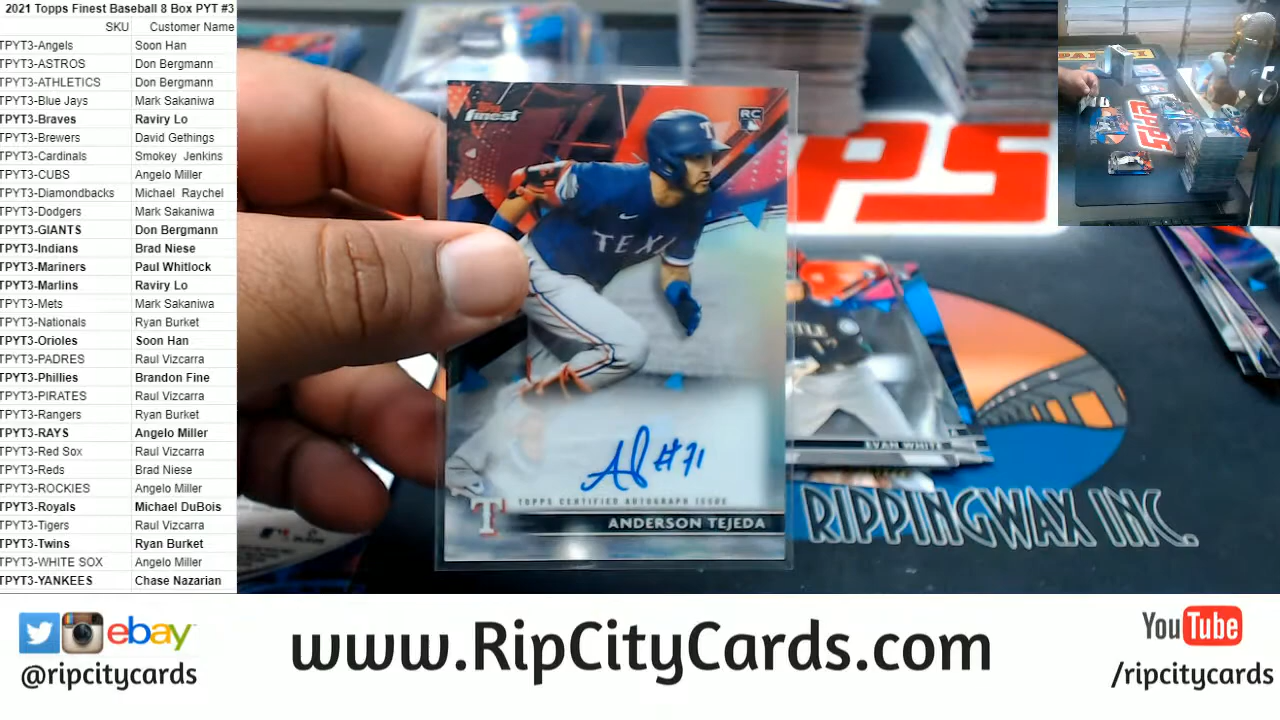 2021 Topps Finest Baseball 8 Box PYT #3
SKU Customer Name
TPYT3-Angels Soon Han
TPYT3-ASTROS Don Bergmann
TPYT3-ATHLETICS Don Bergmann
TPYT3-Blue Jays Mark Sakaniwa
TPYT3-Braves Raviry Lo
TPYT3-Brewers David Gethings
TPYT3-Cardinals Smokey Jenkins
TPYT3-CUBS Angelo Miller
TPYT3-Diamondbacks Michael Raychel
TPYT3-Dodgers Mark Sakaniwa
TPYT3-GIANTS Don Bergmann
TPYT3-Indians Brad Niese
TPYT3-Mariners Paul Whitlock
TPYT3-Marlins Raviry Lo
TPYT3-Mets Mark Sakaniwa
TPYT3-Nationals Ryan Burket
TPYT3-Orioles Soon Han
TPYT3-PADRES Raul Vizcarra
TPYT3-Phillies Brandon Fine
TPYT3-PIRATES Raul Vizcarra
TPYT3-Rangers Ryan Burket
TPYT3-RAYS Angelo Miller
TPYT3-Red Sox Raul Vizcarra
TPYT3-Reds Brad Niese
TPYT3-ROCKIES Angelo Miller
TPYT3-Royals Michael DuBois
TPYT3-Tigers Raul Vizcarra
TPYT3-Twins Ryan Burket
TPYT3-WHITE SOX Angelo Miller
TPYT3-YANKEES Chase Nazarian
Topps finest
RC
T
TEXA
#71
TOPPS CERTIFIED AUTOGRAPH ISSUE
T
ANDERSON TEJEDA
PS
TTLE
17
EVAN WHITE
RIPPINGWAX INC.
ebay
@ripcitycards
www.RipCityCards.com
YouTube
/ripcitycards